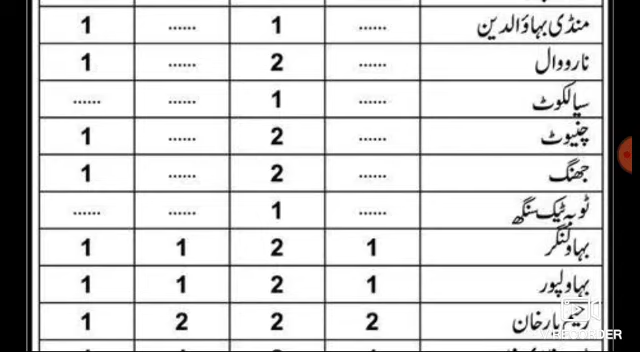 منڈی بہاؤالدین ...... 1 ...... 1
نارووال ...... 2 ...... 1
سیالکوٹ ...... 1 ...... ......
چنیوٹ ...... 2 ...... 1
جھنگ ...... 2 ...... 1
ٹوبہ ٹیک سنگھ ...... 1 ...... ......
بہاولنگر 1 2 1 1
بہاولپور 1 2 1 1
رحیم یار خان 2 2 2 1